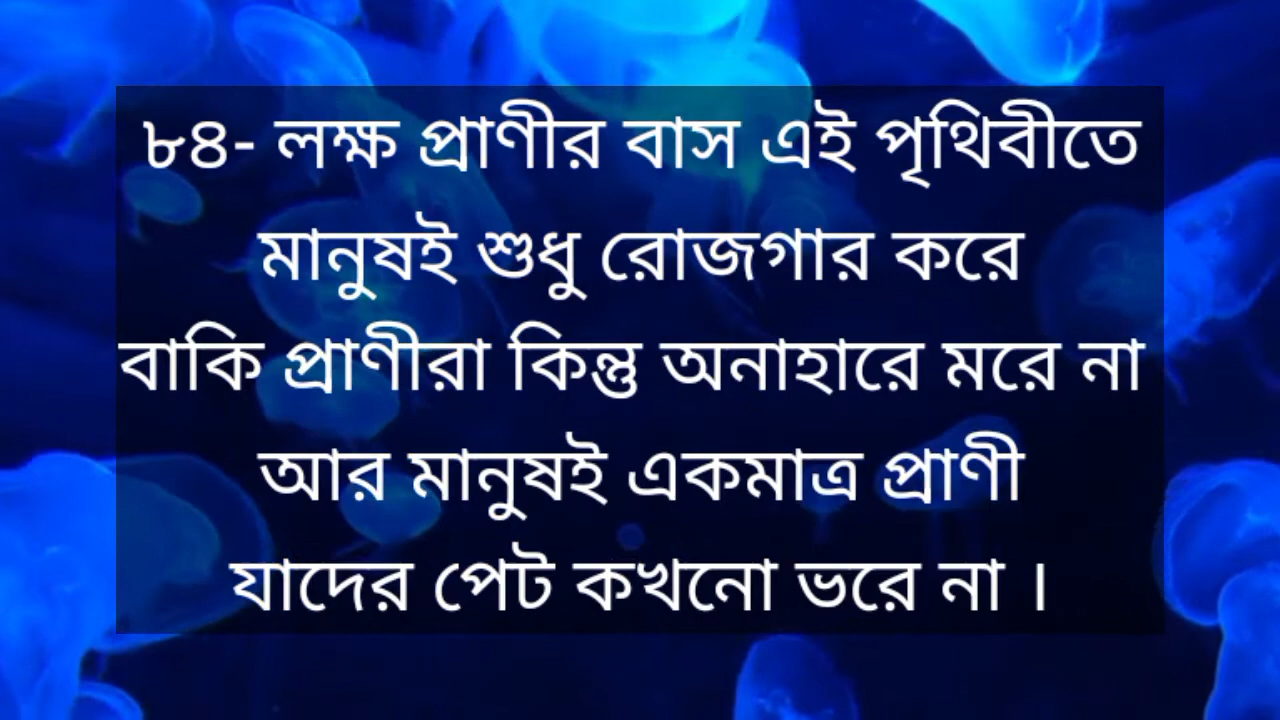 ৮৪- লক্ষ প্রাণীর বাস এই পৃথিবীতে
মানুষই শুধু রোজগার করে
বাকি প্রাণীরা কিন্তু অনাহারে মরে না
আর মানুষই একমাত্র প্রাণী
যাদের পেট কখনো ভরে না ।